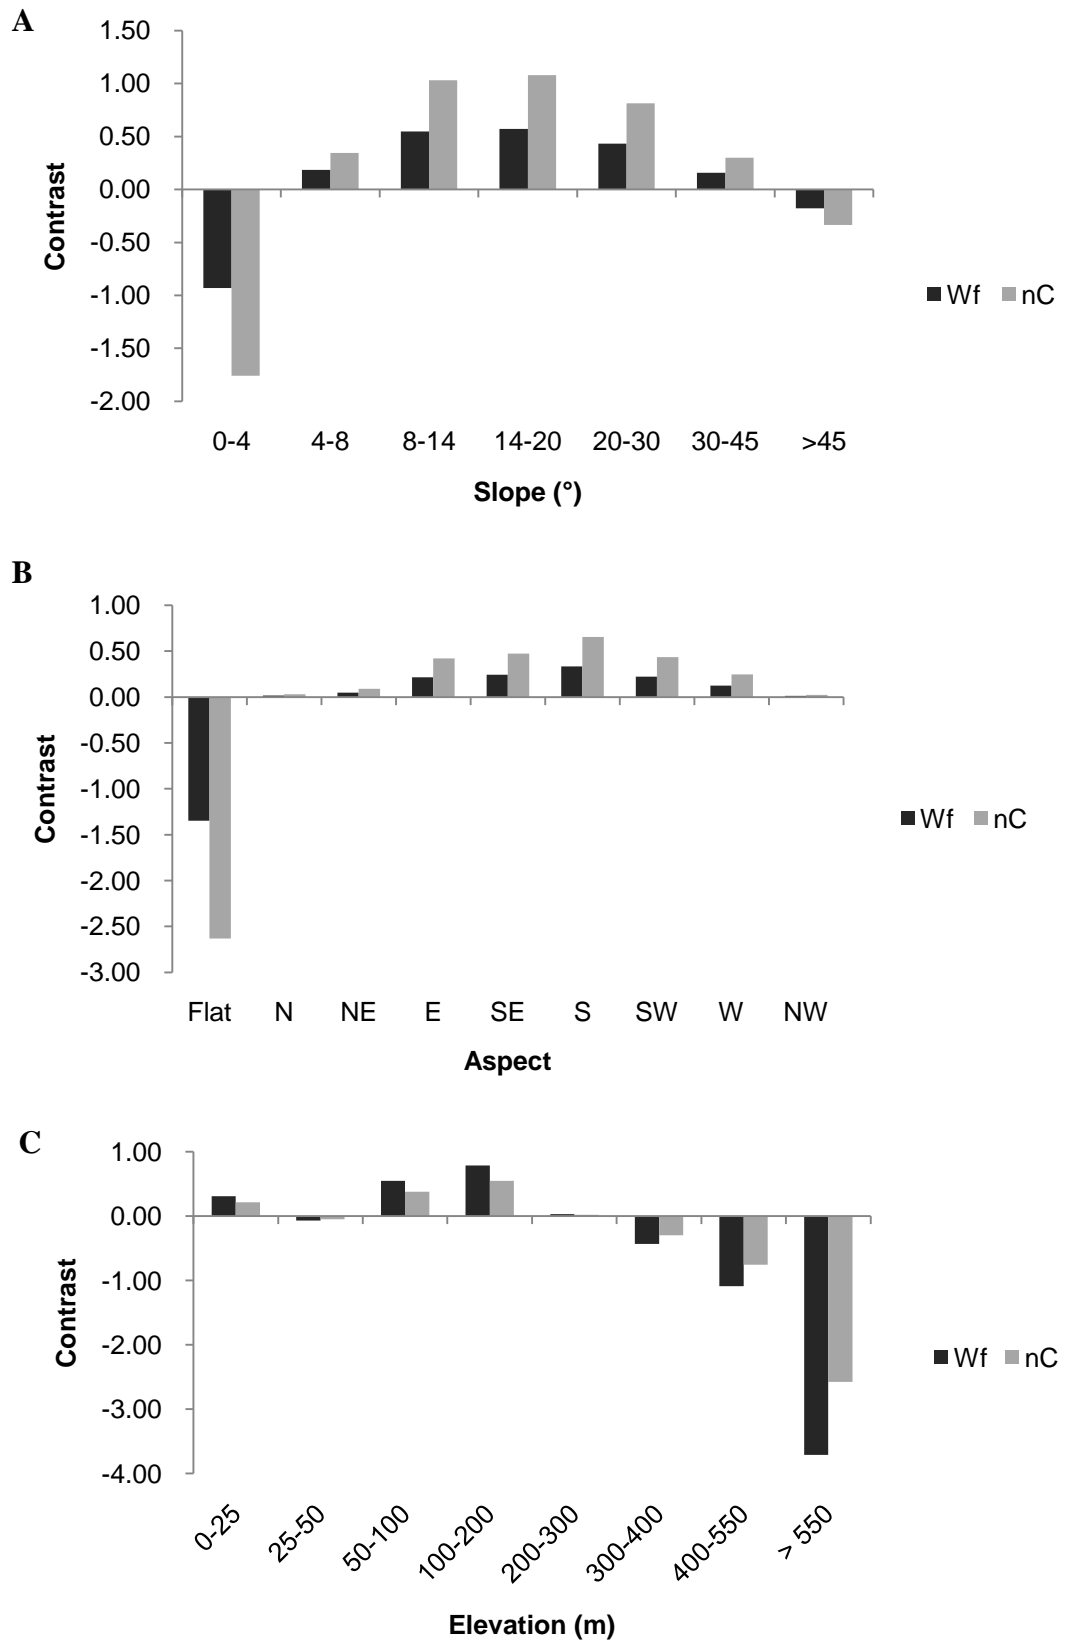 A
1.50
1.00
0.50
0.00
-0.50
-1.00
-1.50
-2.00
Contrast
0-4 4-8 8-14 14-20 20-30 30-45 >45
Slope (°)
Wf nC
B
1.00
0.50
0.00
-0.50
-1.00
-1.50
-2.00
-2.50
-3.00
Contrast
Flat N NE E SE S SW W NW
Aspect
Wf nC
C
1.00
0.00
-1.00
-2.00
-3.00
-4.00
Contrast
0-25 25-50 50-100 100-200 200-300 300-400 400-550 > 550
Elevation (m)
Wf nC